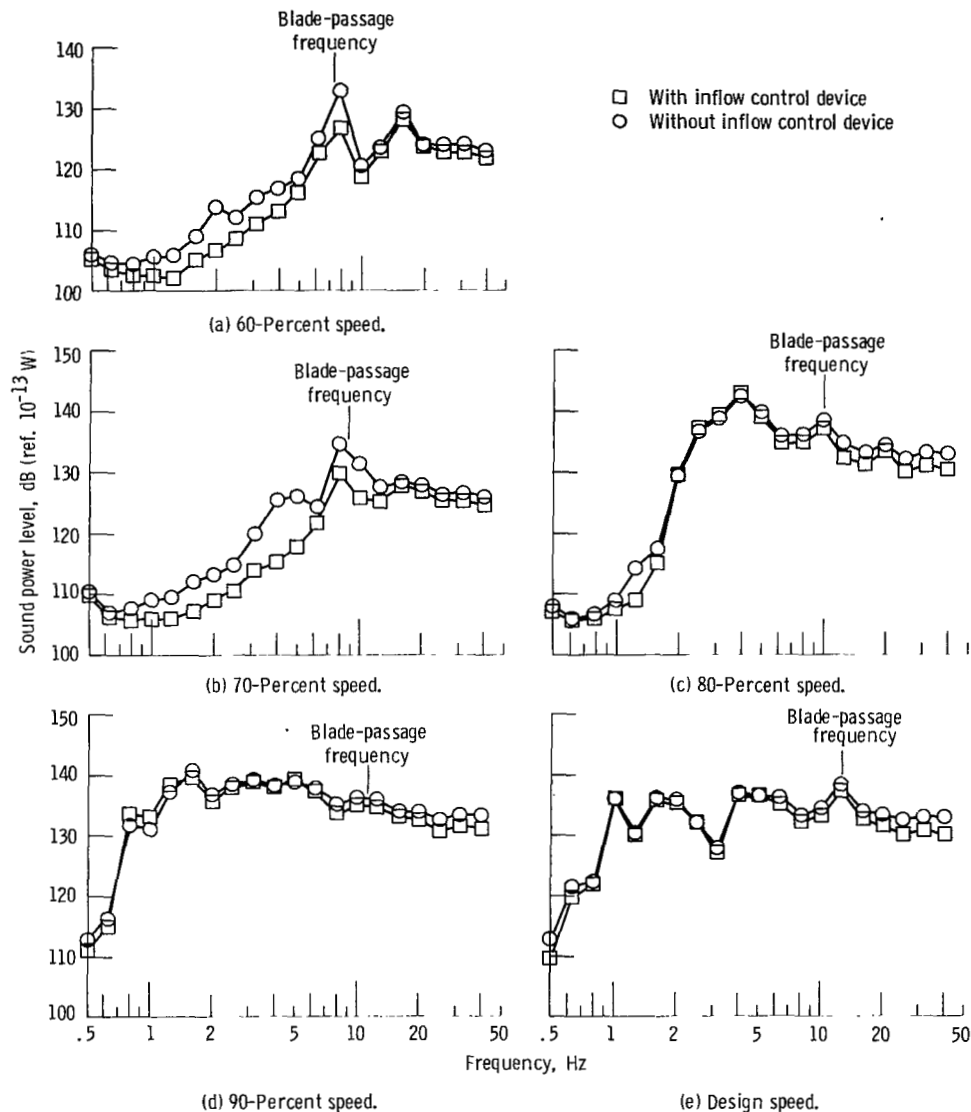 Blade-passage
frequency
140
130
120
110
100
□ With inflow control device
○ Without inflow control device
(a) 60-Percent speed.
Sound power level, dB (ref. 10⁻¹³ W)
150
140
130
120
110
100
Blade-passage
frequency
(b) 70-Percent speed.
Blade-passage
frequency
(c) 80-Percent speed.
150
140
130
120
110
100
Blade-passage
frequency
.5 1 2 5 10 20 50
Blade-passage
frequency
.5 1 2 5 10 20 50
Frequency, Hz
(d) 90-Percent speed.
(e) Design speed.